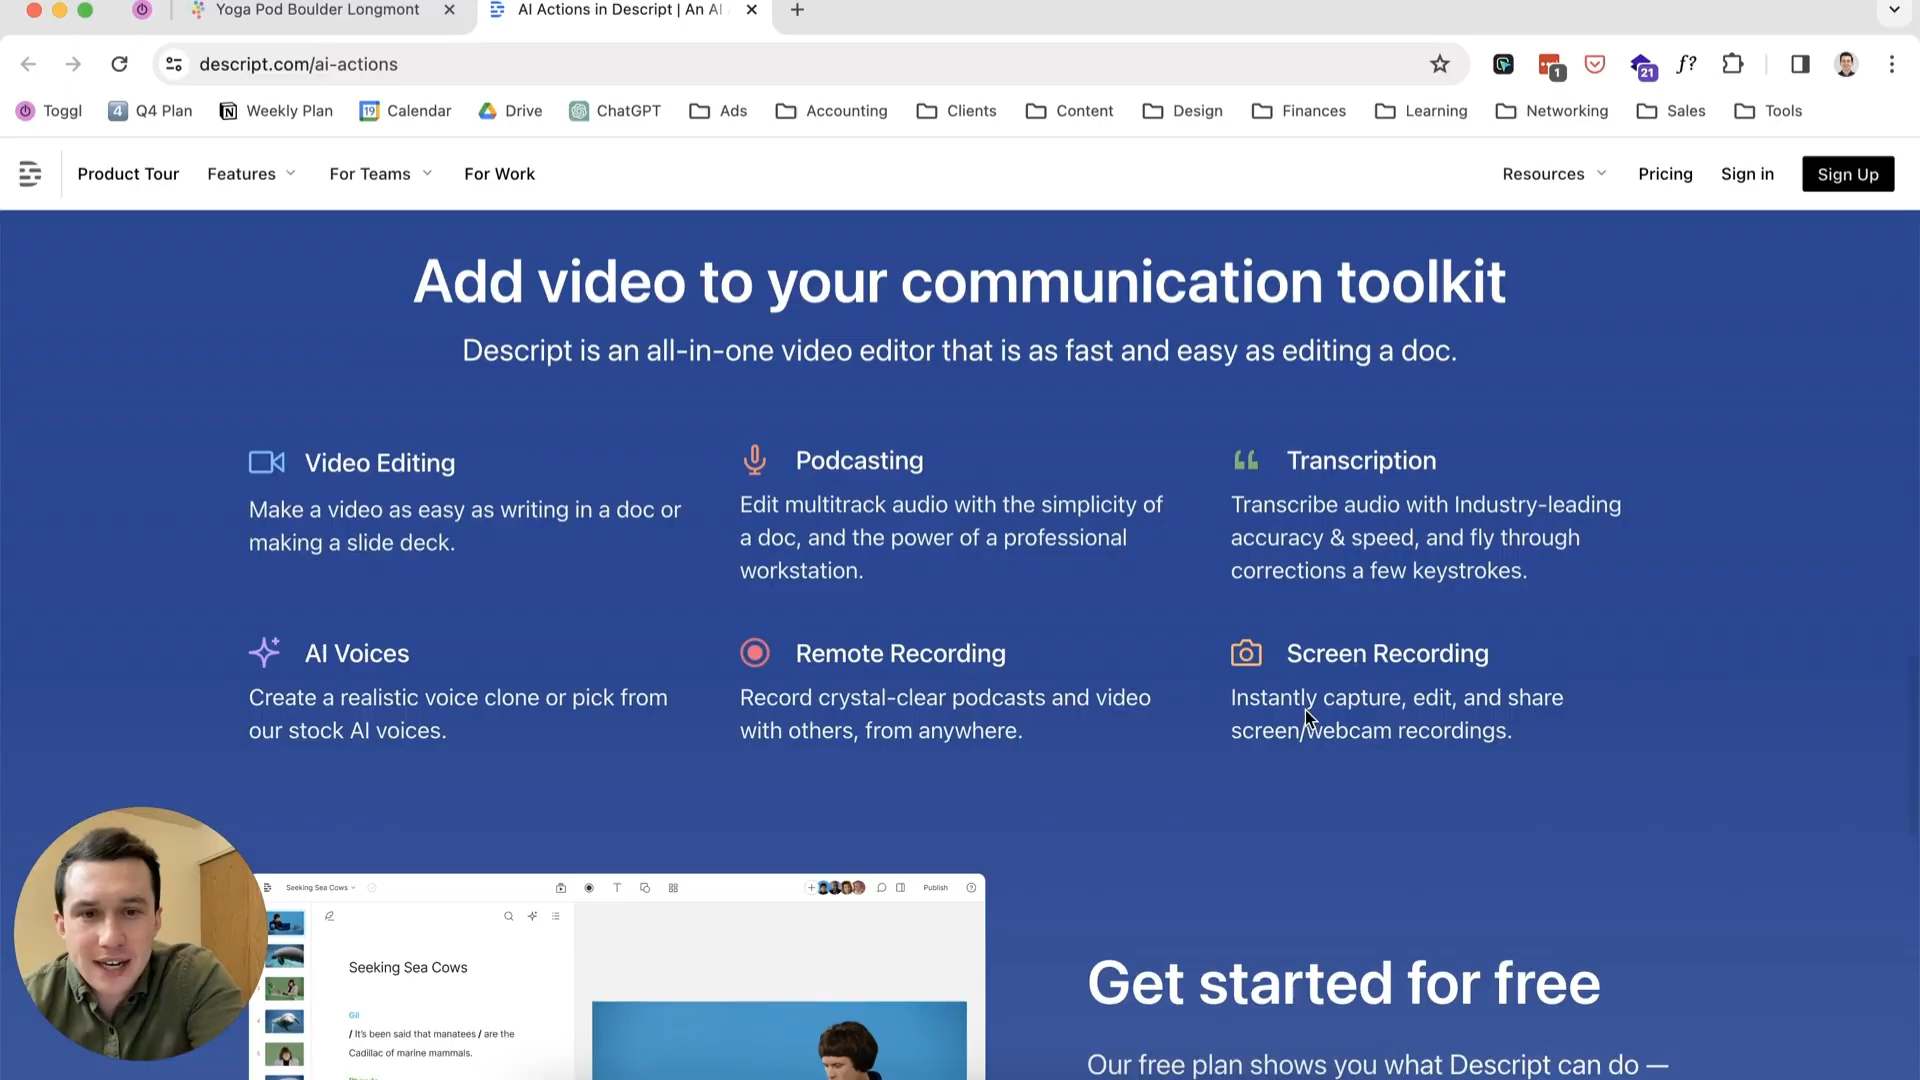 Yoga Pod Boulder Longmont
AI Actions in Descript | An AI
descript.com/ai-actions
1
21
f?
Toggl
4 Q4 Plan
Weekly Plan
19 Calendar
Drive
ChatGPT
Ads
Accounting
Clients
Content
Design
Finances
Learning
Networking
Sales
Tools
Product Tour
Features
For Teams
For Work
Resources
Pricing
Sign in
Sign Up
Add video to your communication toolkit
Descript is an all-in-one video editor that is as fast and easy as editing a doc.
Video Editing
Make a video as easy as writing in a doc or
making a slide deck.
Podcasting
Edit multitrack audio with the simplicity of
a doc, and the power of a professional
workstation.
Transcription
Transcribe audio with Industry-leading
accuracy & speed, and fly through
corrections a few keystrokes.
AI Voices
Create a realistic voice clone or pick from
our stock AI voices.
Remote Recording
Record crystal-clear podcasts and video
with others, from anywhere.
Screen Recording
Instantly capture, edit, and share
screen/webcam recordings.
Seeking Sea Cows
Publish
Seeking Sea Cows
Gil
/ It's been said that manatees / are the
Cadillac of marine mammals.
Get started for free
Our free plan shows you what Descript can do —